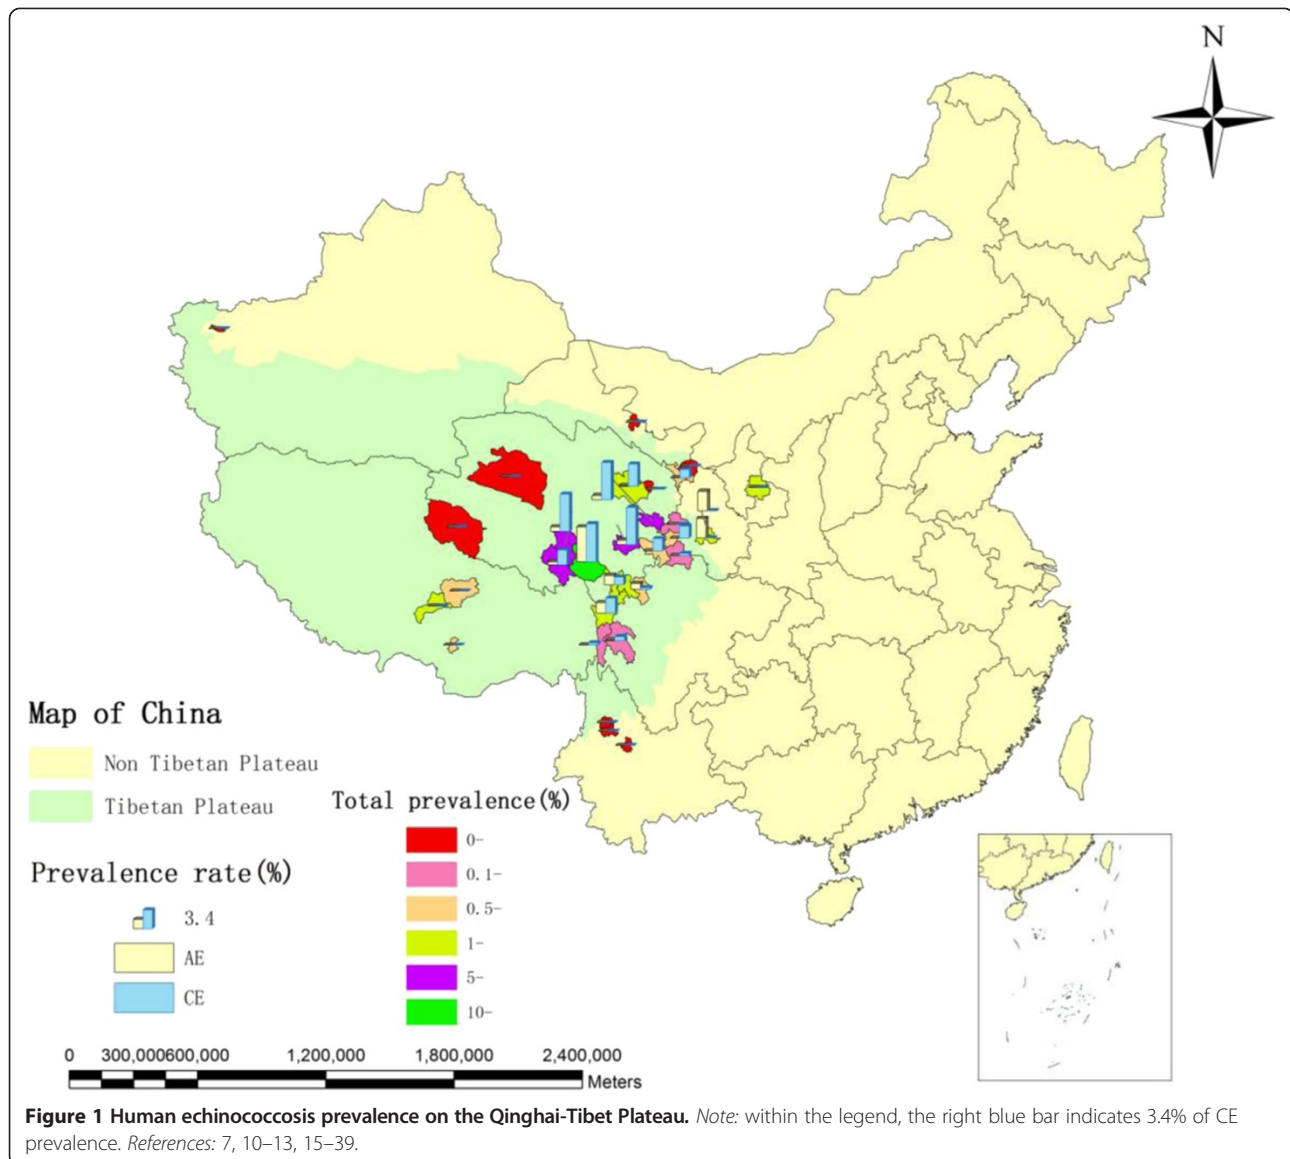 N
Map of China
Non Tibetan Plateau
Tibetan Plateau
Prevalence rate(%)
3.4
AE
CE
Total prevalence(%)
0-
0.1-
0.5-
1-
5-
10-
0 300,000600,000 1,200,000 1,800,000 2,400,000
Meters
Figure 1 Human echinococcosis prevalence on the Qinghai-Tibet Plateau. Note: within the legend, the right blue bar indicates 3.4% of CE
prevalence. References: 7, 10–13, 15–39.